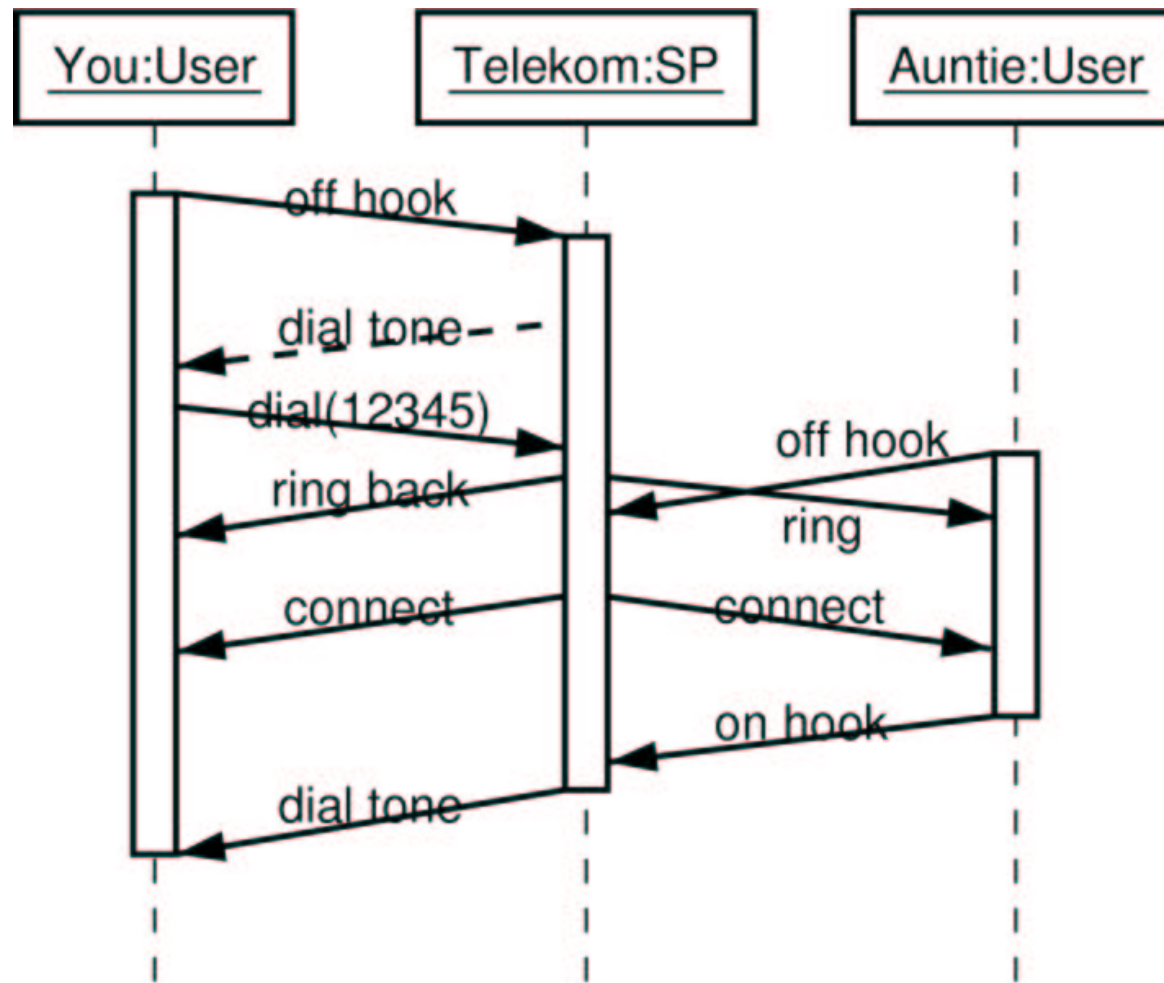 You:User
Telekom:SP
Auntie:User
off hook
dial tone
dial(12345)
off hook
ring back
ring
connect
connect
on hook
dial tone